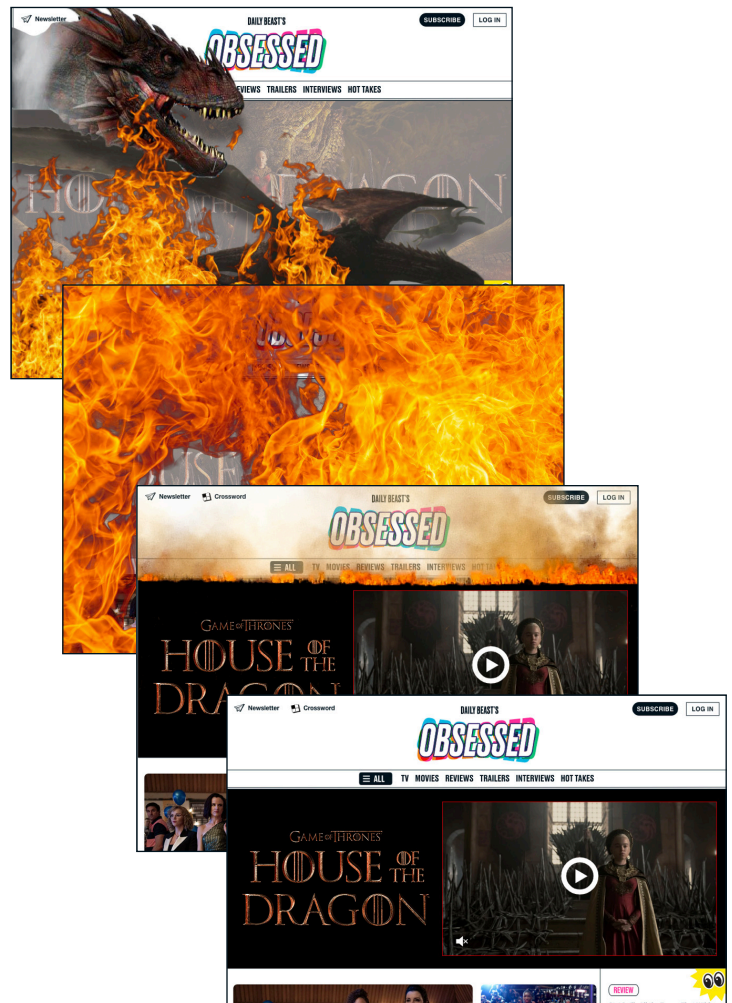 Newsletter
DAILY BEAST'S
SUBSCRIBE
LOG IN
OBSESSED
TRAILERS INTERVIEWS HOT TAKES
Newsletter
Crossword
DAILY BEAST'S
SUBSCRIBE
LOG IN
OBSESSED
ALL
TV MOVIES REVIEWS TRAILERS INTERVIEWS HOT
GAME OF THRONES
HOUSE OF
THE
Newsletter
Crossword
DAILY BEAST'S
SUBSCRIBE
LOG IN
OBSESSED
ALL
TV MOVIES REVIEWS TRAILERS INTERVIEWS HOT TAKES
GAME OF THRONES
HOUSE OF
THE
DRAGON
REVIEW